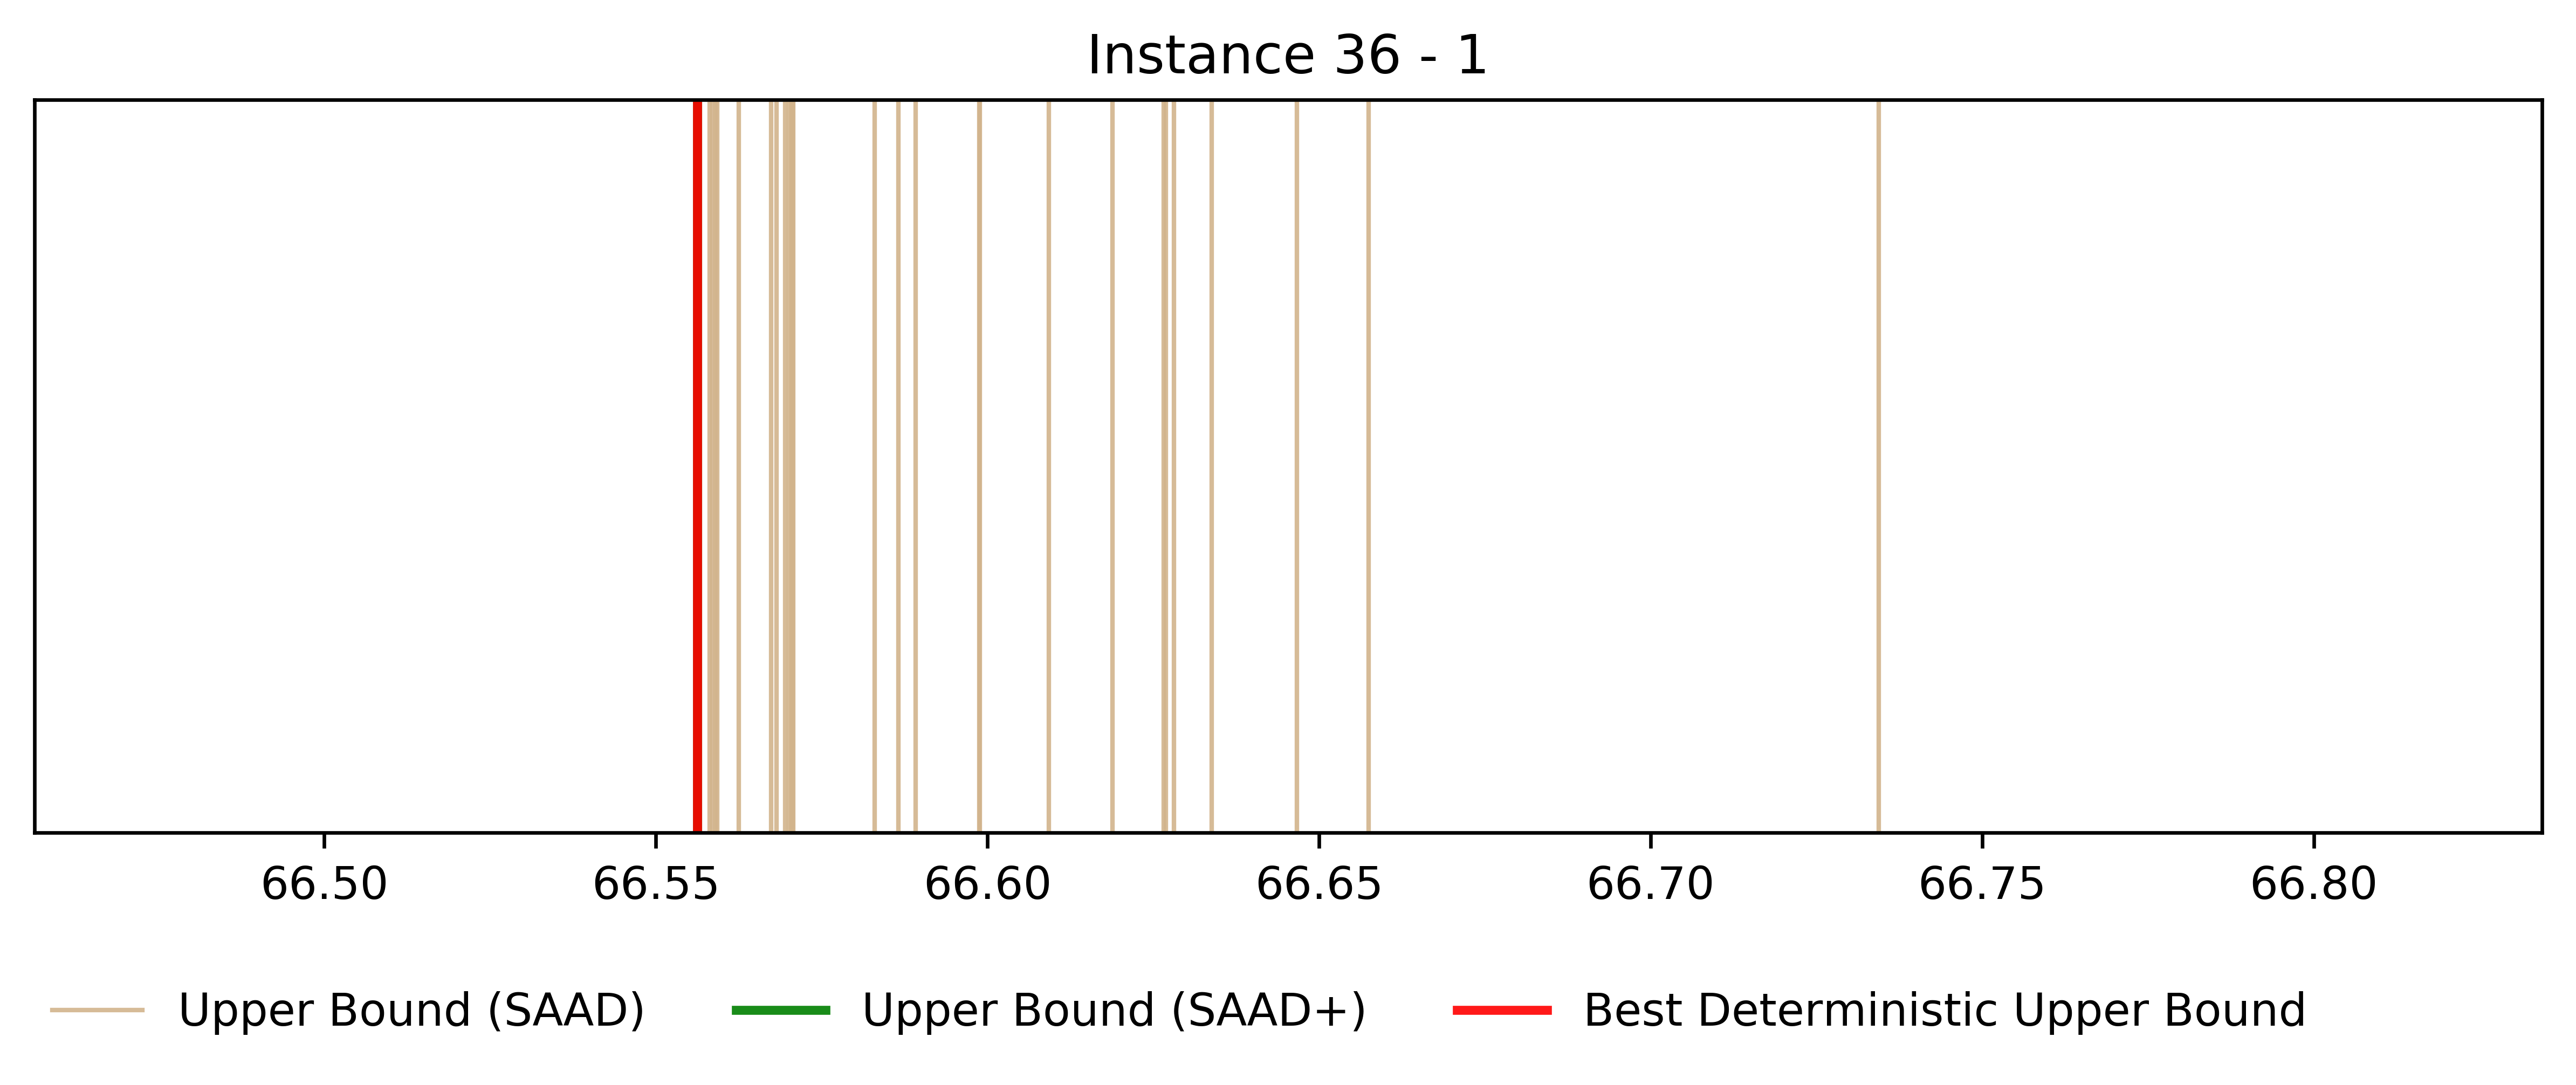 Instance 36 - 1
66.50 66.55 66.60 66.65 66.70 66.75 66.80
Upper Bound (SAAD) Upper Bound (SAAD+) Best Deterministic Upper Bound